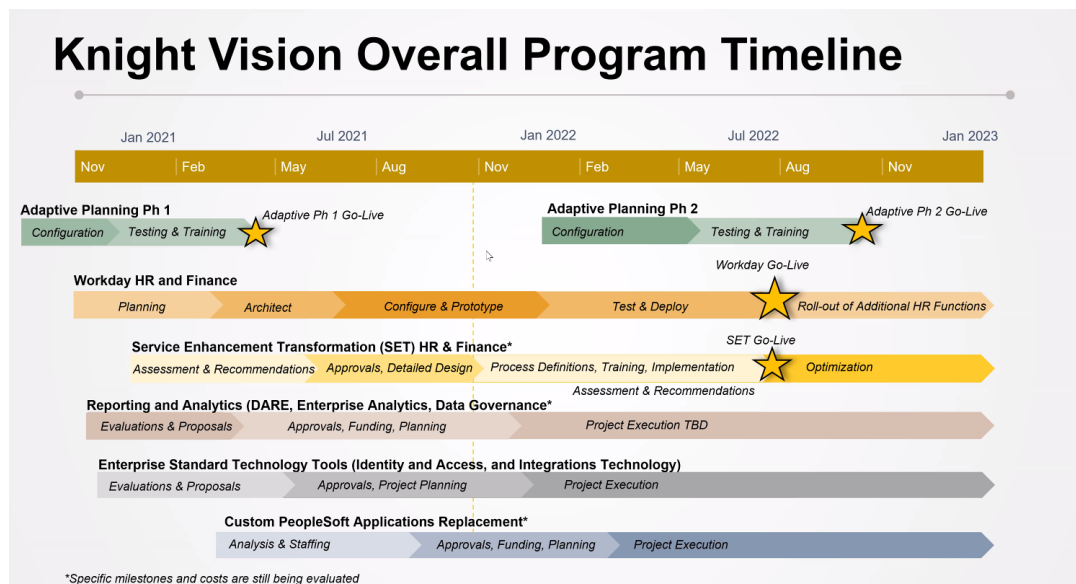 Knight Vision Overall Program Timeline
Jan 2021 Jul 2021 Jan 2022 Jul 2022 Jan 2023
Nov Feb May Aug Nov Feb May Aug Nov
Adaptive Planning Ph 1
Adaptive Ph 1 Go-Live
Configuration Testing & Training
Adaptive Planning Ph 2
Adaptive Ph 2 Go-Live
Configuration Testing & Training
Workday Go-Live
Workday HR and Finance
Planning Architect Configure & Prototype Test & Deploy Roll-out of Additional HR Functions
SET Go-Live
Service Enhancement Transformation (SET) HR & Finance*
Assessment & Recommendations Approvals, Detailed Design Process Definitions, Training, Implementation Optimization
Assessment & Recommendations
Reporting and Analytics (DARE, Enterprise Analytics, Data Governance*
Evaluations & Proposals Approvals, Funding, Planning Project Execution TBD
Enterprise Standard Technology Tools (Identity and Access, and Integrations Technology)
Evaluations & Proposals Approvals, Project Planning Project Execution
Custom PeopleSoft Applications Replacement*
Analysis & Staffing Approvals, Funding, Planning Project Execution
*Specific milestones and costs are still being evaluated